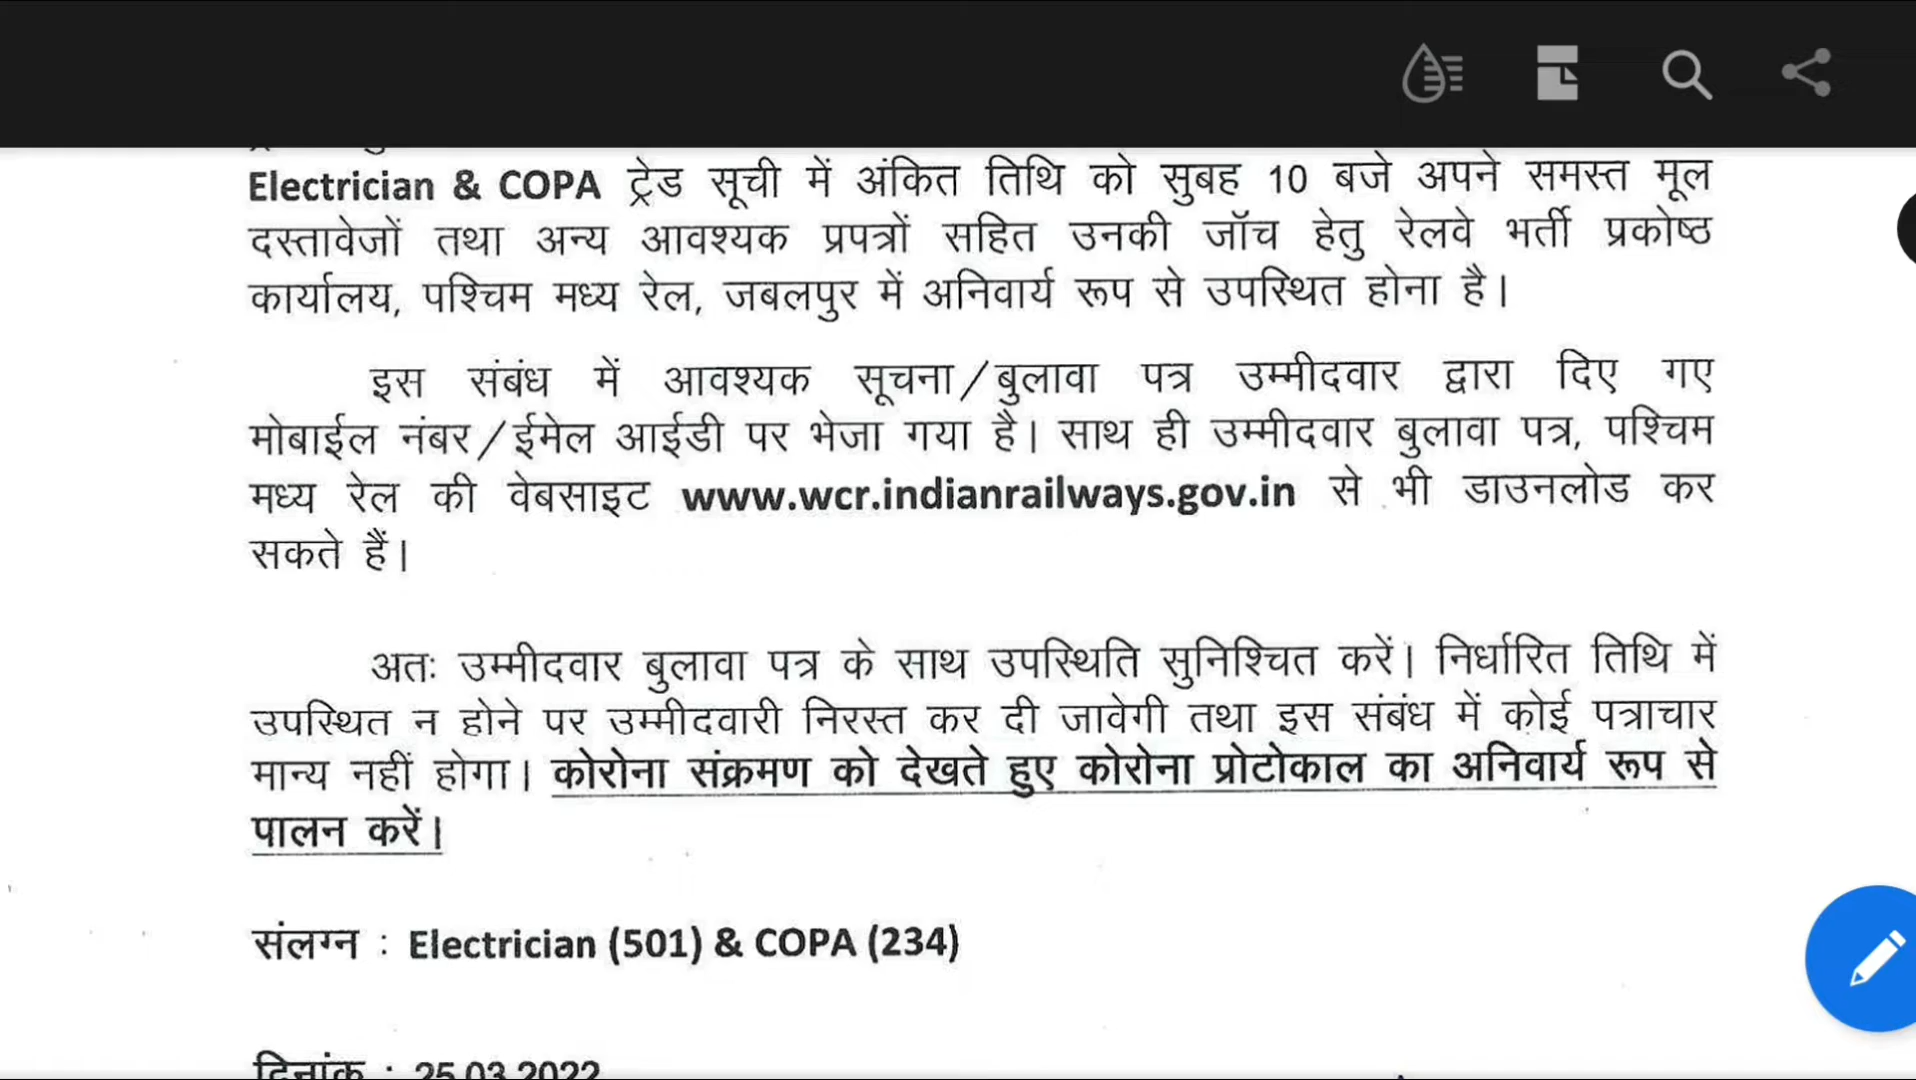 Electrician & COPA ट्रेड सूची में अंकित तिथि को सुबह 10 बजे अपने समस्त मूल
दस्तावेजों तथा अन्य आवश्यक प्रपत्रों सहित उनकी जॉच हेतु रेलवे भर्ती प्रकोष्ठ
कार्यालय, पश्चिम मध्य रेल, जबलपुर में अनिवार्य रूप से उपस्थित होना है।
इस संबंध में आवश्यक सूचना/बुलावा पत्र उम्मीदवार द्वारा दिए गए
मोबाईल नंबर/ईमेल आईडी पर भेजा गया है। साथ ही उम्मीदवार बुलावा पत्र, पश्चिम
मध्य रेल की वेबसाइट www.wcr.indianrailways.gov.in से भी डाउनलोड कर
सकते हैं।
अतः उम्मीदवार बुलावा पत्र के साथ उपस्थिति सुनिश्चित करें। निर्धारित तिथि में
उपस्थित न होने पर उम्मीदवारी निरस्त कर दी जावेगी तथा इस संबंध में कोई पत्राचार
मान्य नहीं होगा। कोरोना संक्रमण को देखते हुए कोरोना प्रोटोकाल का अनिवार्य रूप से
पालन करें।
संलग्न : Electrician (501) & COPA (234)
दिनांक : 25.03.2022